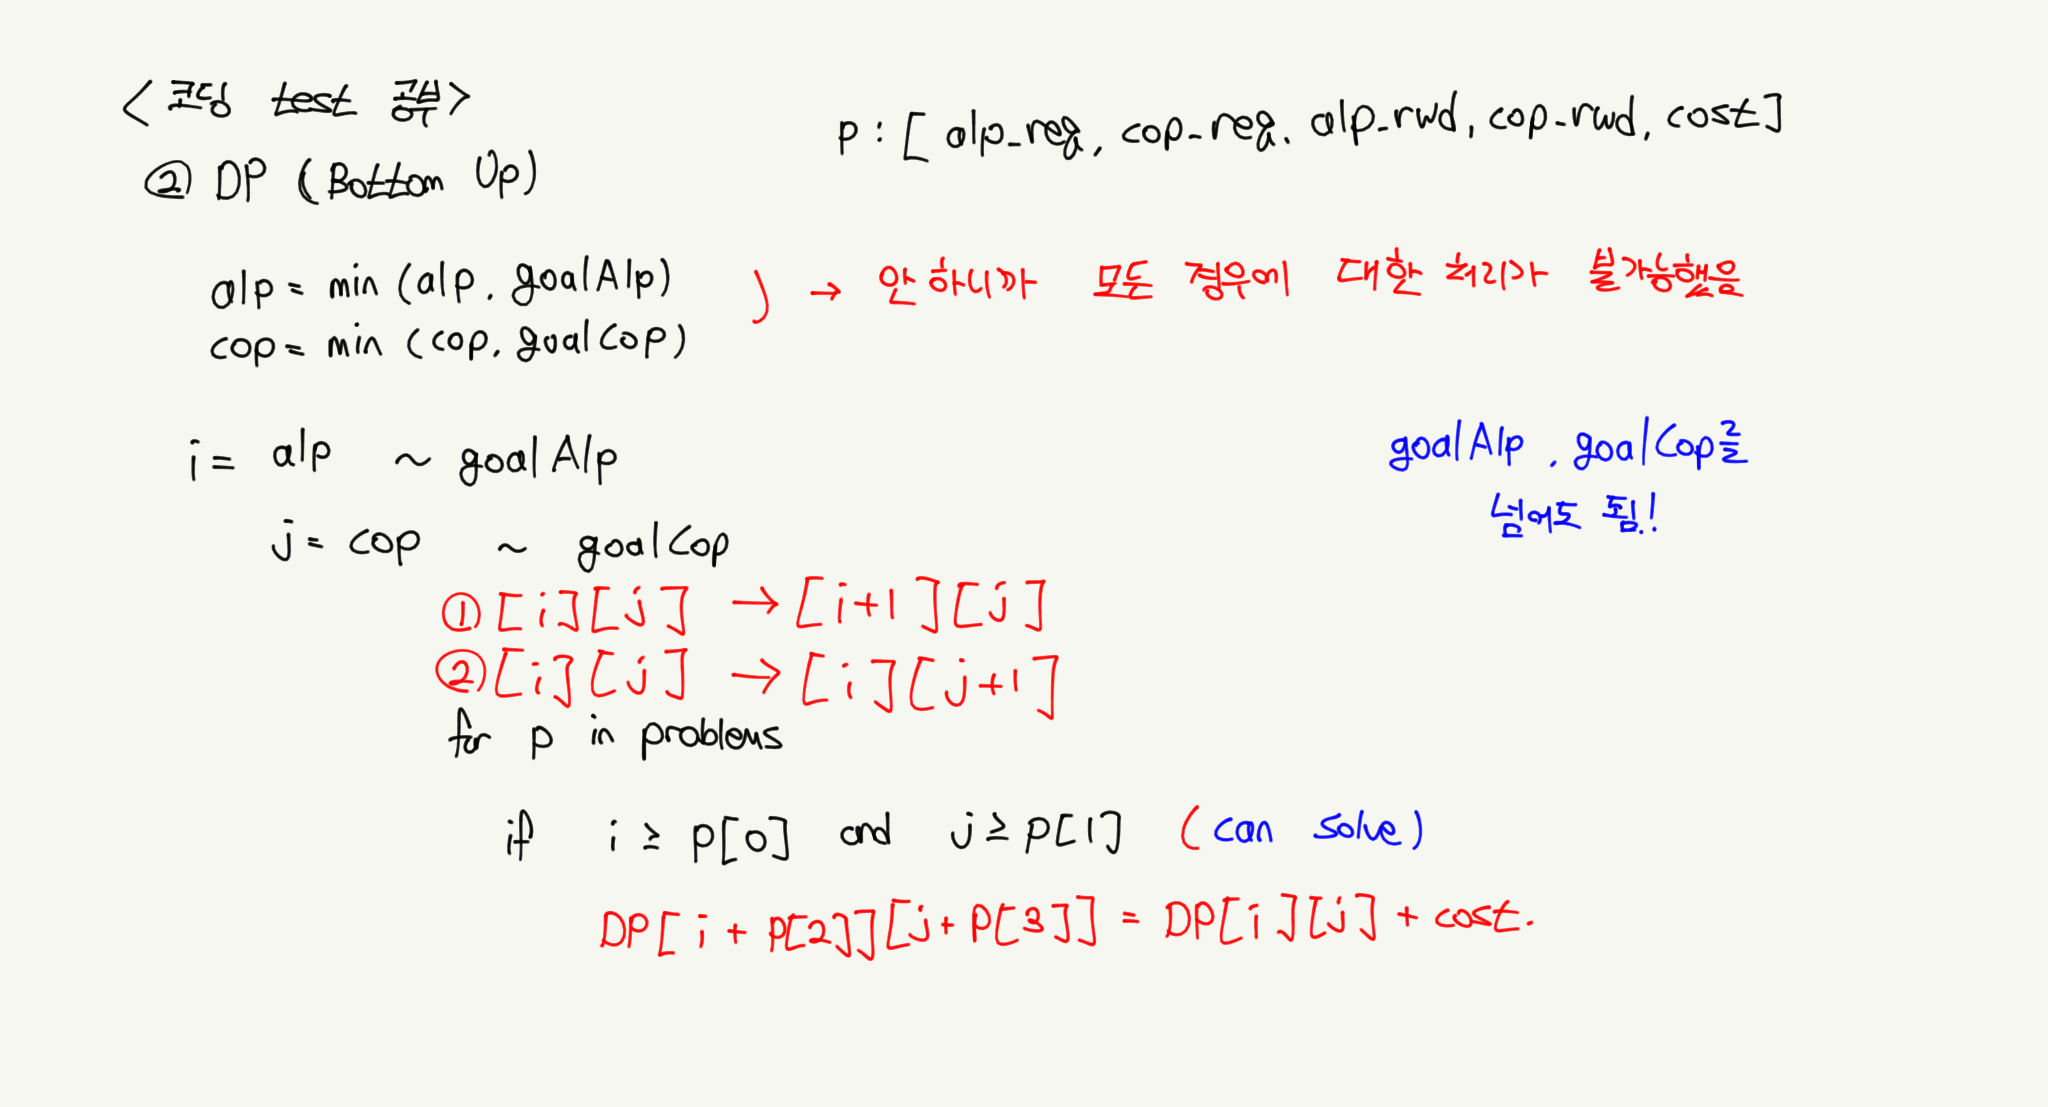 <코딩 test 공부>
p : [ alp_req, cop_req. alp_rwd, cop_rwd, cost]
② DP (Bottom Up)
alp = min (alp, goalAlp)
cop = min (cop, goalCop)
) → 안 하니까 모든 경우에 대한 처리가 불가능했음
i = alp ~ goalAlp
goalAlp, goalCop를
넘어도 됨!
j = cop ~ goalCop
① [i][j] → [i+1][j]
② [i][j] → [i][j+1]
for p in problems
if i ≥ p[0] and j ≥ p[1] (can solve)
DP[i + p[2]][j + p[3]] = DP[i][j] + cost.